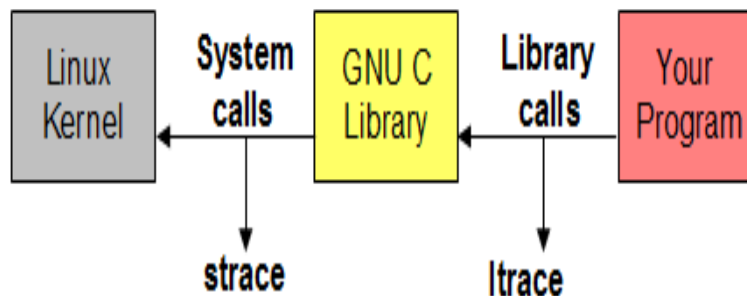 Linux
Kernel
System
calls
GNU C
Library
Library
calls
Your
Program
strace
ltrace